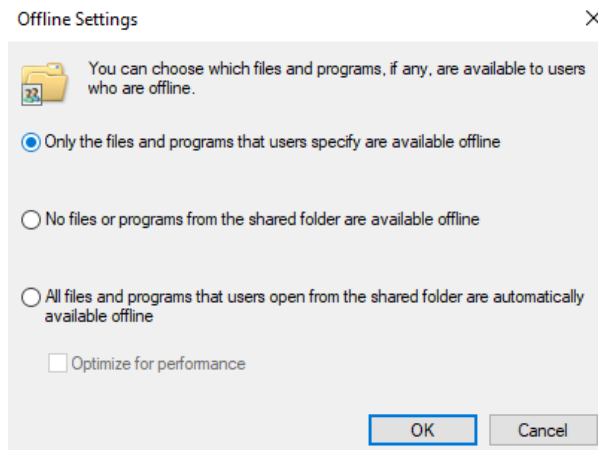 Offline Settings
You can choose which files and programs, if any, are available to users
who are offline.
Only the files and programs that users specify are available offline
No files or programs from the shared folder are available offline
All files and programs that users open from the shared folder are automatically
available offline
Optimize for performance
OK Cancel